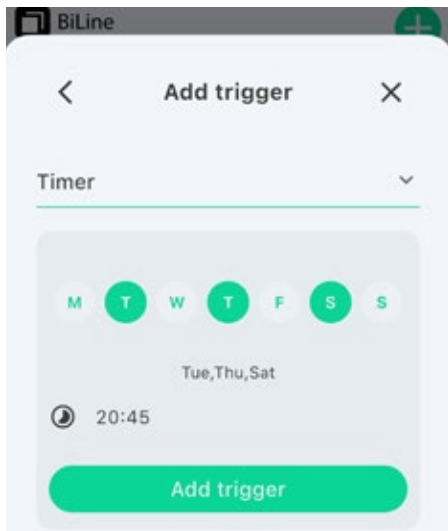 BiLine
Add trigger
Timer
M T W T F S S
Tue,Thu,Sat
20:45
Add trigger